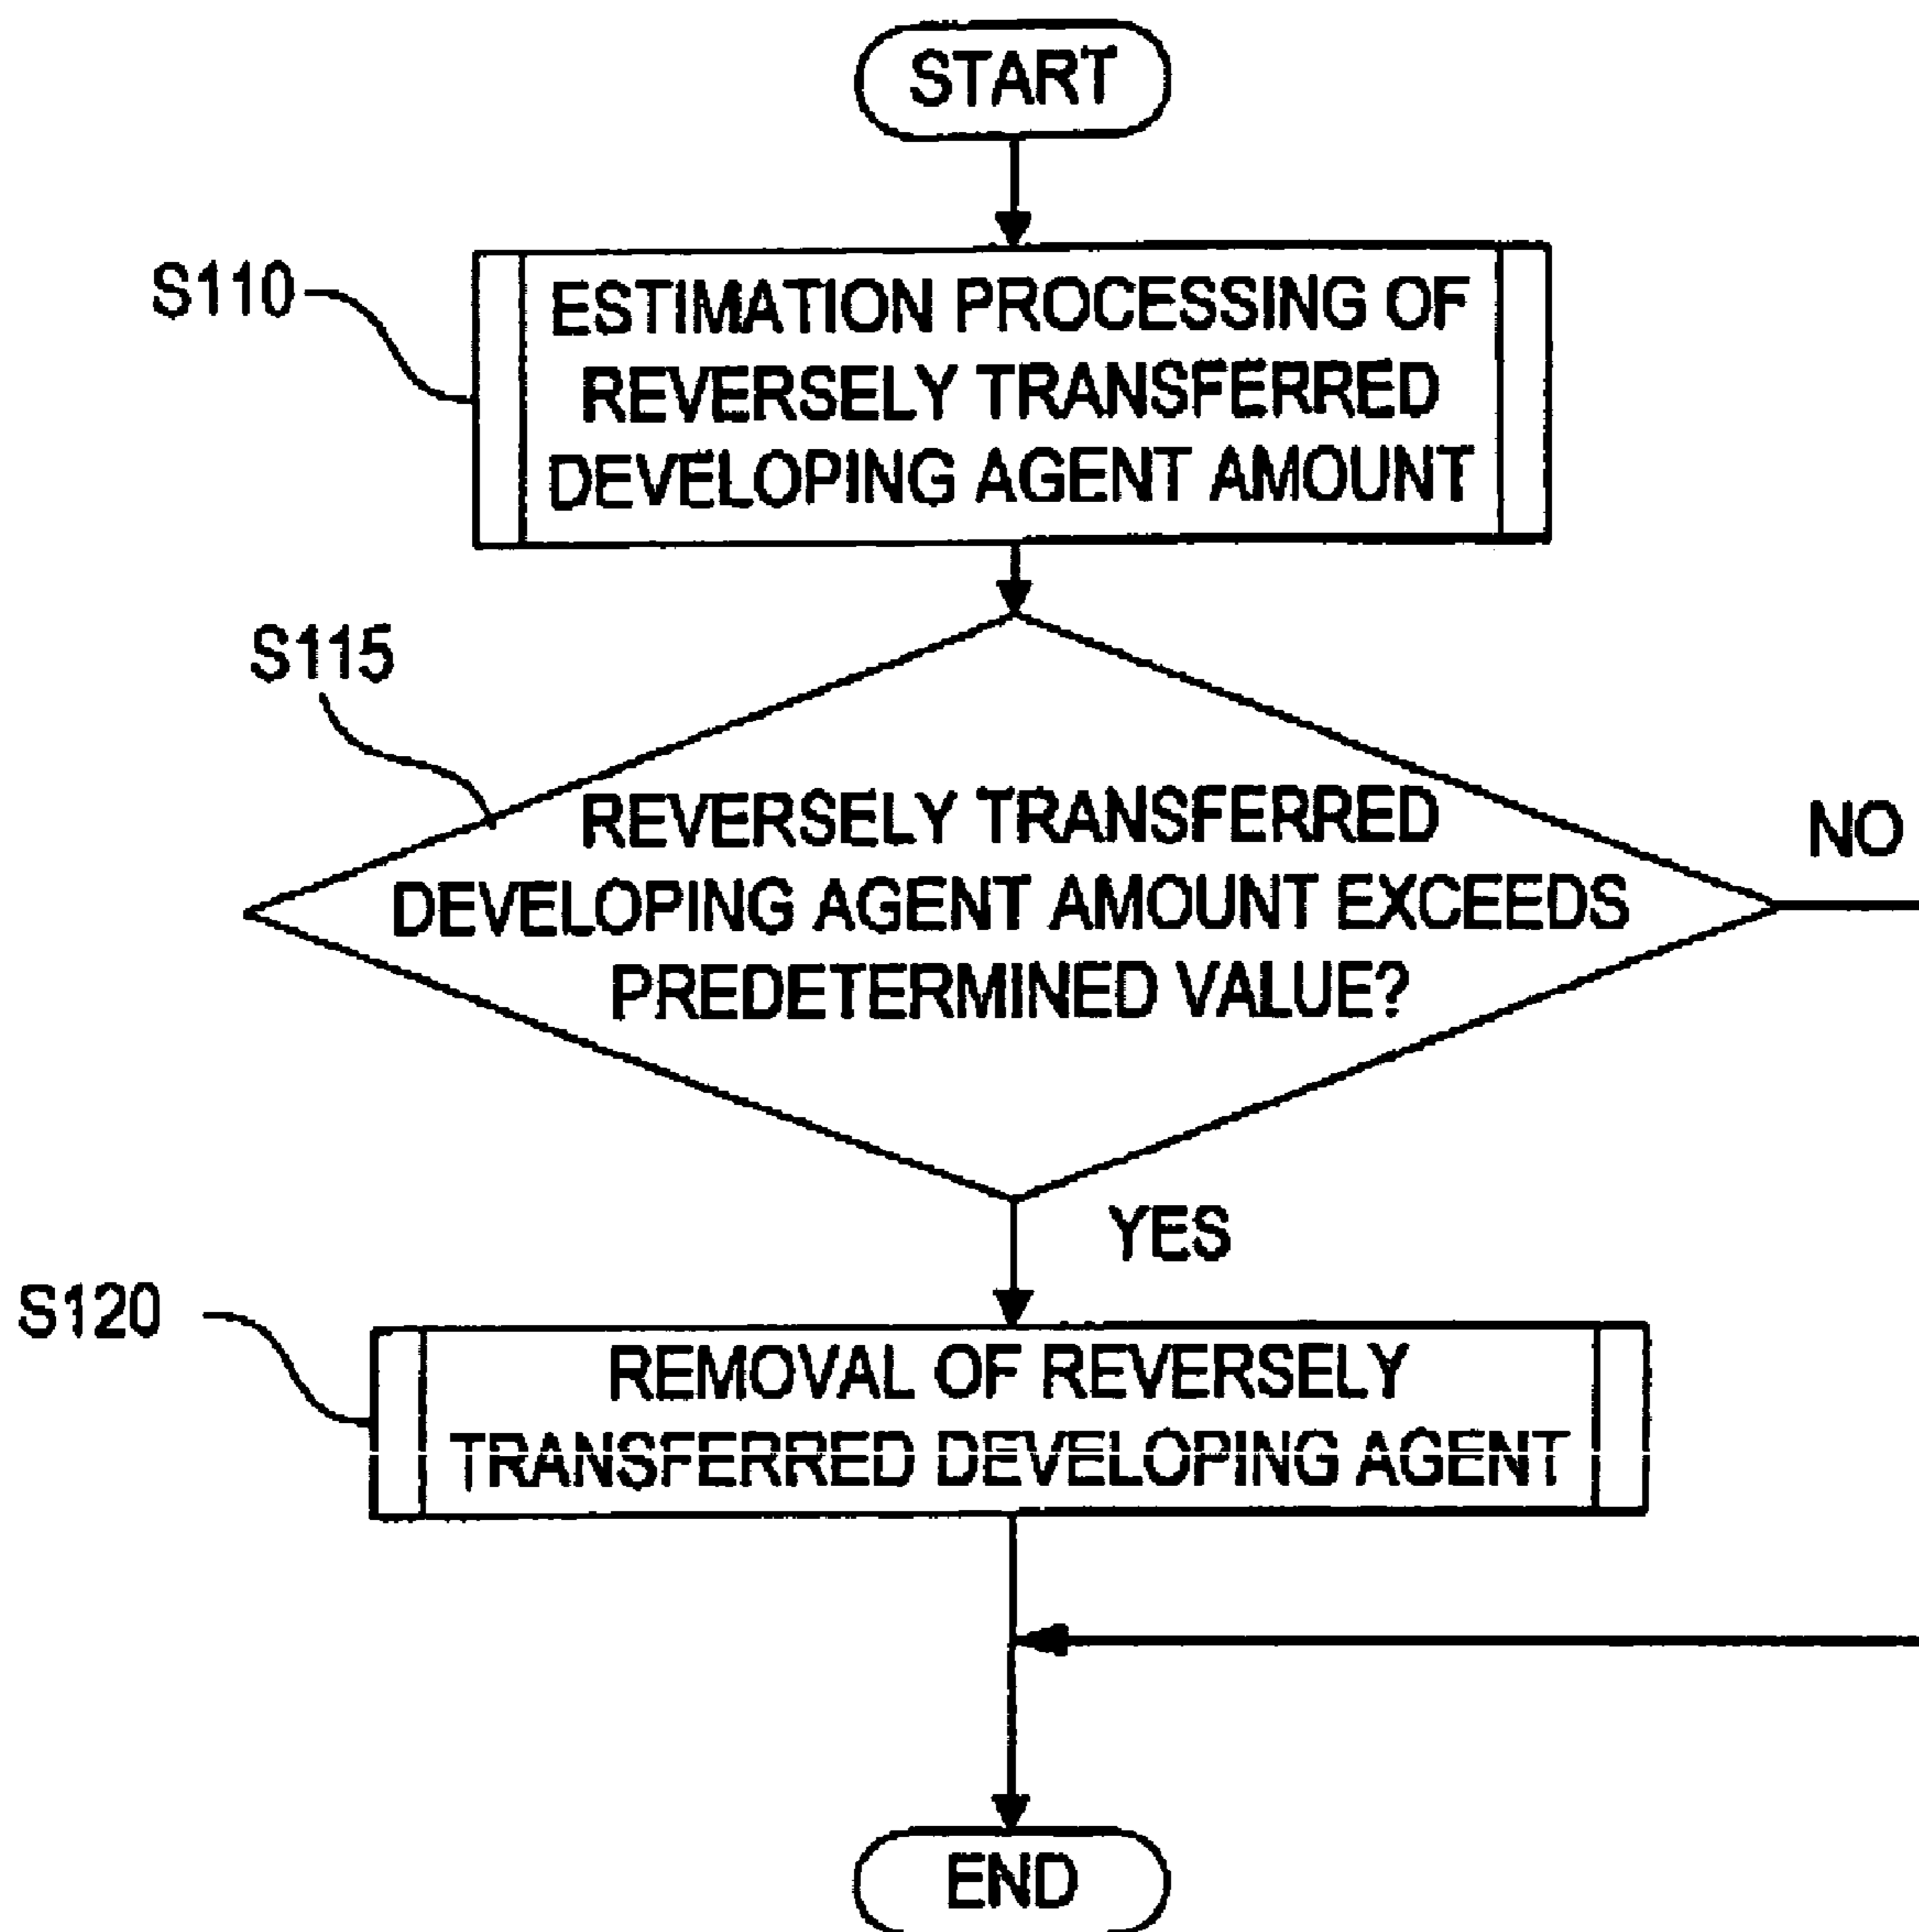 START
S110
ESTIMATION PROCESSING OF
REVERSELY TRANSFERRED
DEVELOPING AGENT AMOUNT
S115
REVERSELY TRANSFERRED
DEVELOPING AGENT AMOUNT EXCEEDS
PREDETERMINED VALUE?
NO
YES
S120
REMOVAL OF REVERSELY
TRANSFERRED DEVELOPING AGENT
END